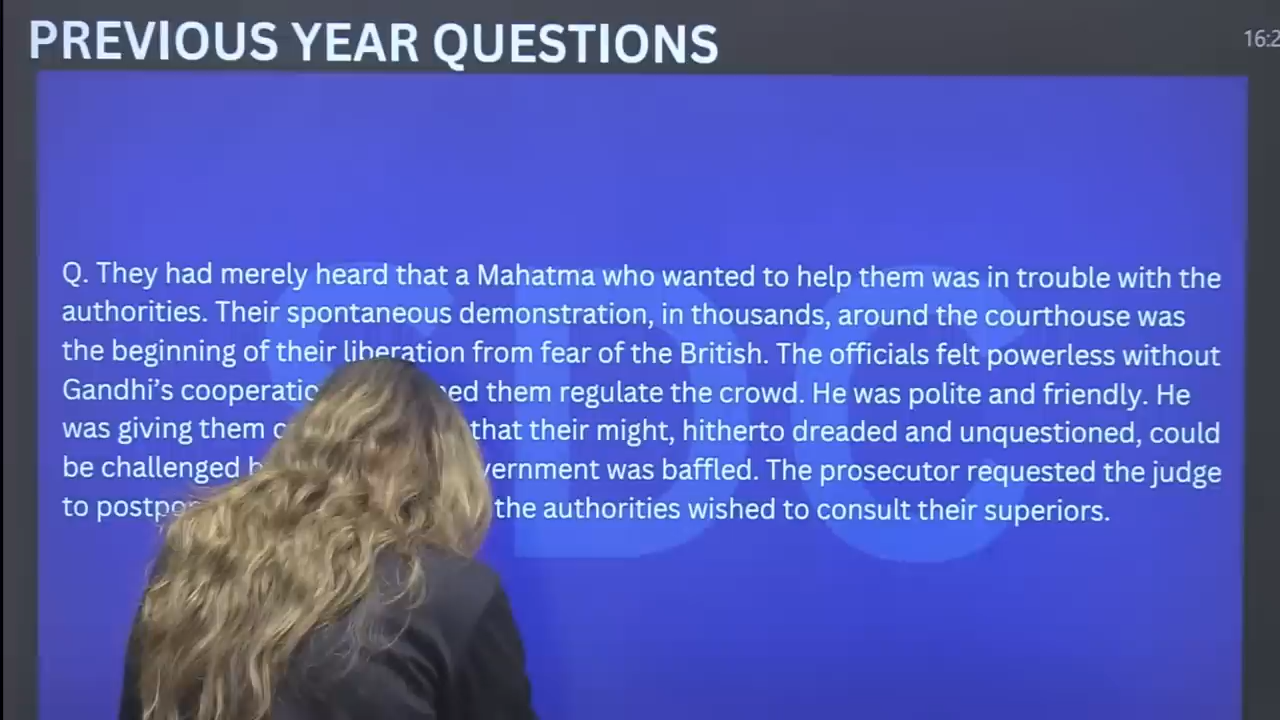 PREVIOUS YEAR QUESTIONS
16:2
Q. They had merely heard that a Mahatma who wanted to help them was in trouble with the
authorities. Their spontaneous demonstration, in thousands, around the courthouse was
the beginning of their liberation from fear of the British. The officials felt powerless without
Gandhi's them regulate the crowd. He was polite and friendly. He
was giving them that their might, hitherto dreaded and unquestioned, could
be challenged was baffled. The prosecutor requested the judge
to the authorities wished to consult their superiors.
SDC